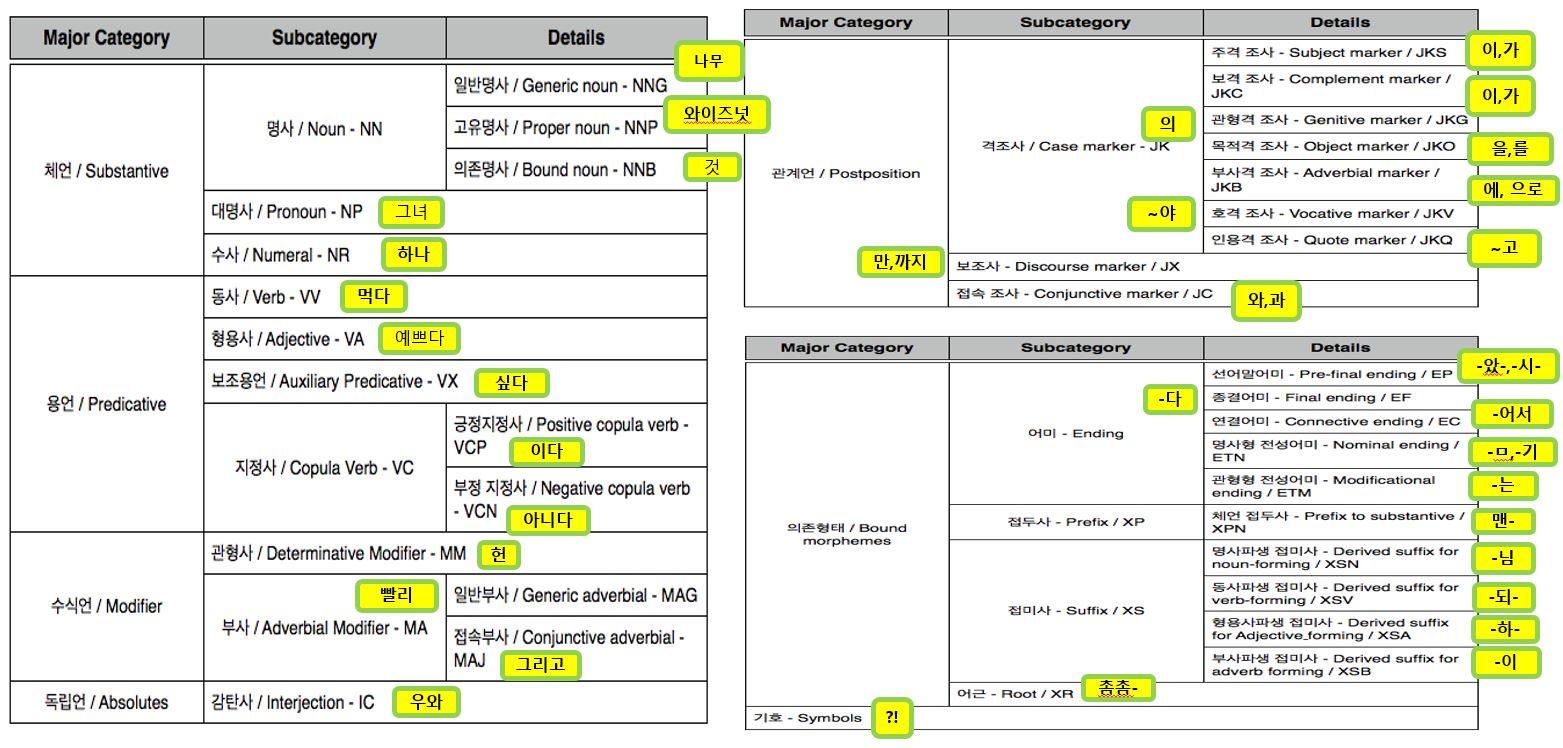 Major Category Subcategory Details
체언 / Substantive
명사 / Noun - NN
일반명사 / Generic noun - NNG 나무
고유명사 / Proper noun - NNP 와이즈넛
의존명사 / Bound noun - NNB 것
대명사 / Pronoun - NP 그녀
수사 / Numeral - NR 하나
용언 / Predicative
동사 / Verb - VV 먹다
형용사 / Adjective - VA 예쁘다
보조용언 / Auxiliary Predicative - VX 싶다
지정사 / Copula Verb - VC
긍정지정사 / Positive copula verb -
VCP 이다
부정 지정사 / Negative copula verb
- VCN 아니다
수식언 / Modifier
관형사 / Determinative Modifier - MM 헌
부사 / Adverbial Modifier - MA
빨리
일반부사 / Generic adverbial - MAG
접속부사 / Conjunctive adverbial -
MAJ 그리고
독립언 / Absolutes
감탄사 / Interjection - IC 우와
Major Category Subcategory Details
관계언 / Postposition
격조사 / Case marker - JK
주격 조사 - Subject marker / JKS 이,가
보격 조사 - Complement marker /
JKC 이,가
의 관형격 조사 - Genitive marker / JKG
목적격 조사 - Object marker / JKO 을,를
부사격 조사 - Adverbial marker /
JKB 에, 으로
~야 호격 조사 - Vocative marker / JKV
인용격 조사 - Quote marker / JKQ ~고
만,까지 보조사 - Discourse marker / JX
접속 조사 - Conjunctive marker / JC 와,과
Major Category Subcategory Details
의존형태 / Bound
morphemes
어미 - Ending
선어말어미 - Pre-final ending / EP -았-,-시-
-다 종결어미 - Final ending / EF
연결어미 - Connective ending / EC -어서
명사형 전성어미 - Nominal ending /
ETN -ㅁ,-기
관형형 전성어미 - Modificational
ending / ETM -는
접두사 - Prefix / XP
체언 접두사 - Prefix to substantive /
XPN 맨-
접미사 - Suffix / XS
명사파생 접미사 - Derived suffix for
noun-forming / XSN -님
동사파생 접미사 - Derived suffix for
verb-forming / XSV -되-
형용사파생 접미사 - Derived suffix
for Adjective_forming / XSA -하-
부사파생 접미사 - Derived suffix for
adverb forming / XSB -이
어근 - Root / XR 촘촘-
기호 - Symbols ?!